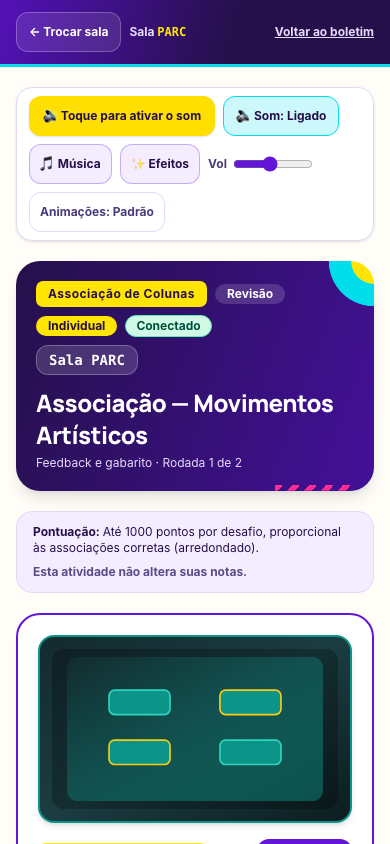 ← Trocar sala
Sala PARC
Voltar ao boletim
🔈 Toque para ativar o som
🔈 Som: Ligado
🎵 Música
✨ Efeitos
Vol
Animações: Padrão
Associação de Colunas
Revisão
Individual
Conectado
Sala PARC
Associação — Movimentos
Artísticos
Feedback e gabarito · Rodada 1 de 2
Pontuação: Até 1000 pontos por desafio, proporcional
às associações corretas (arredondado).
Esta atividade não altera suas notas.